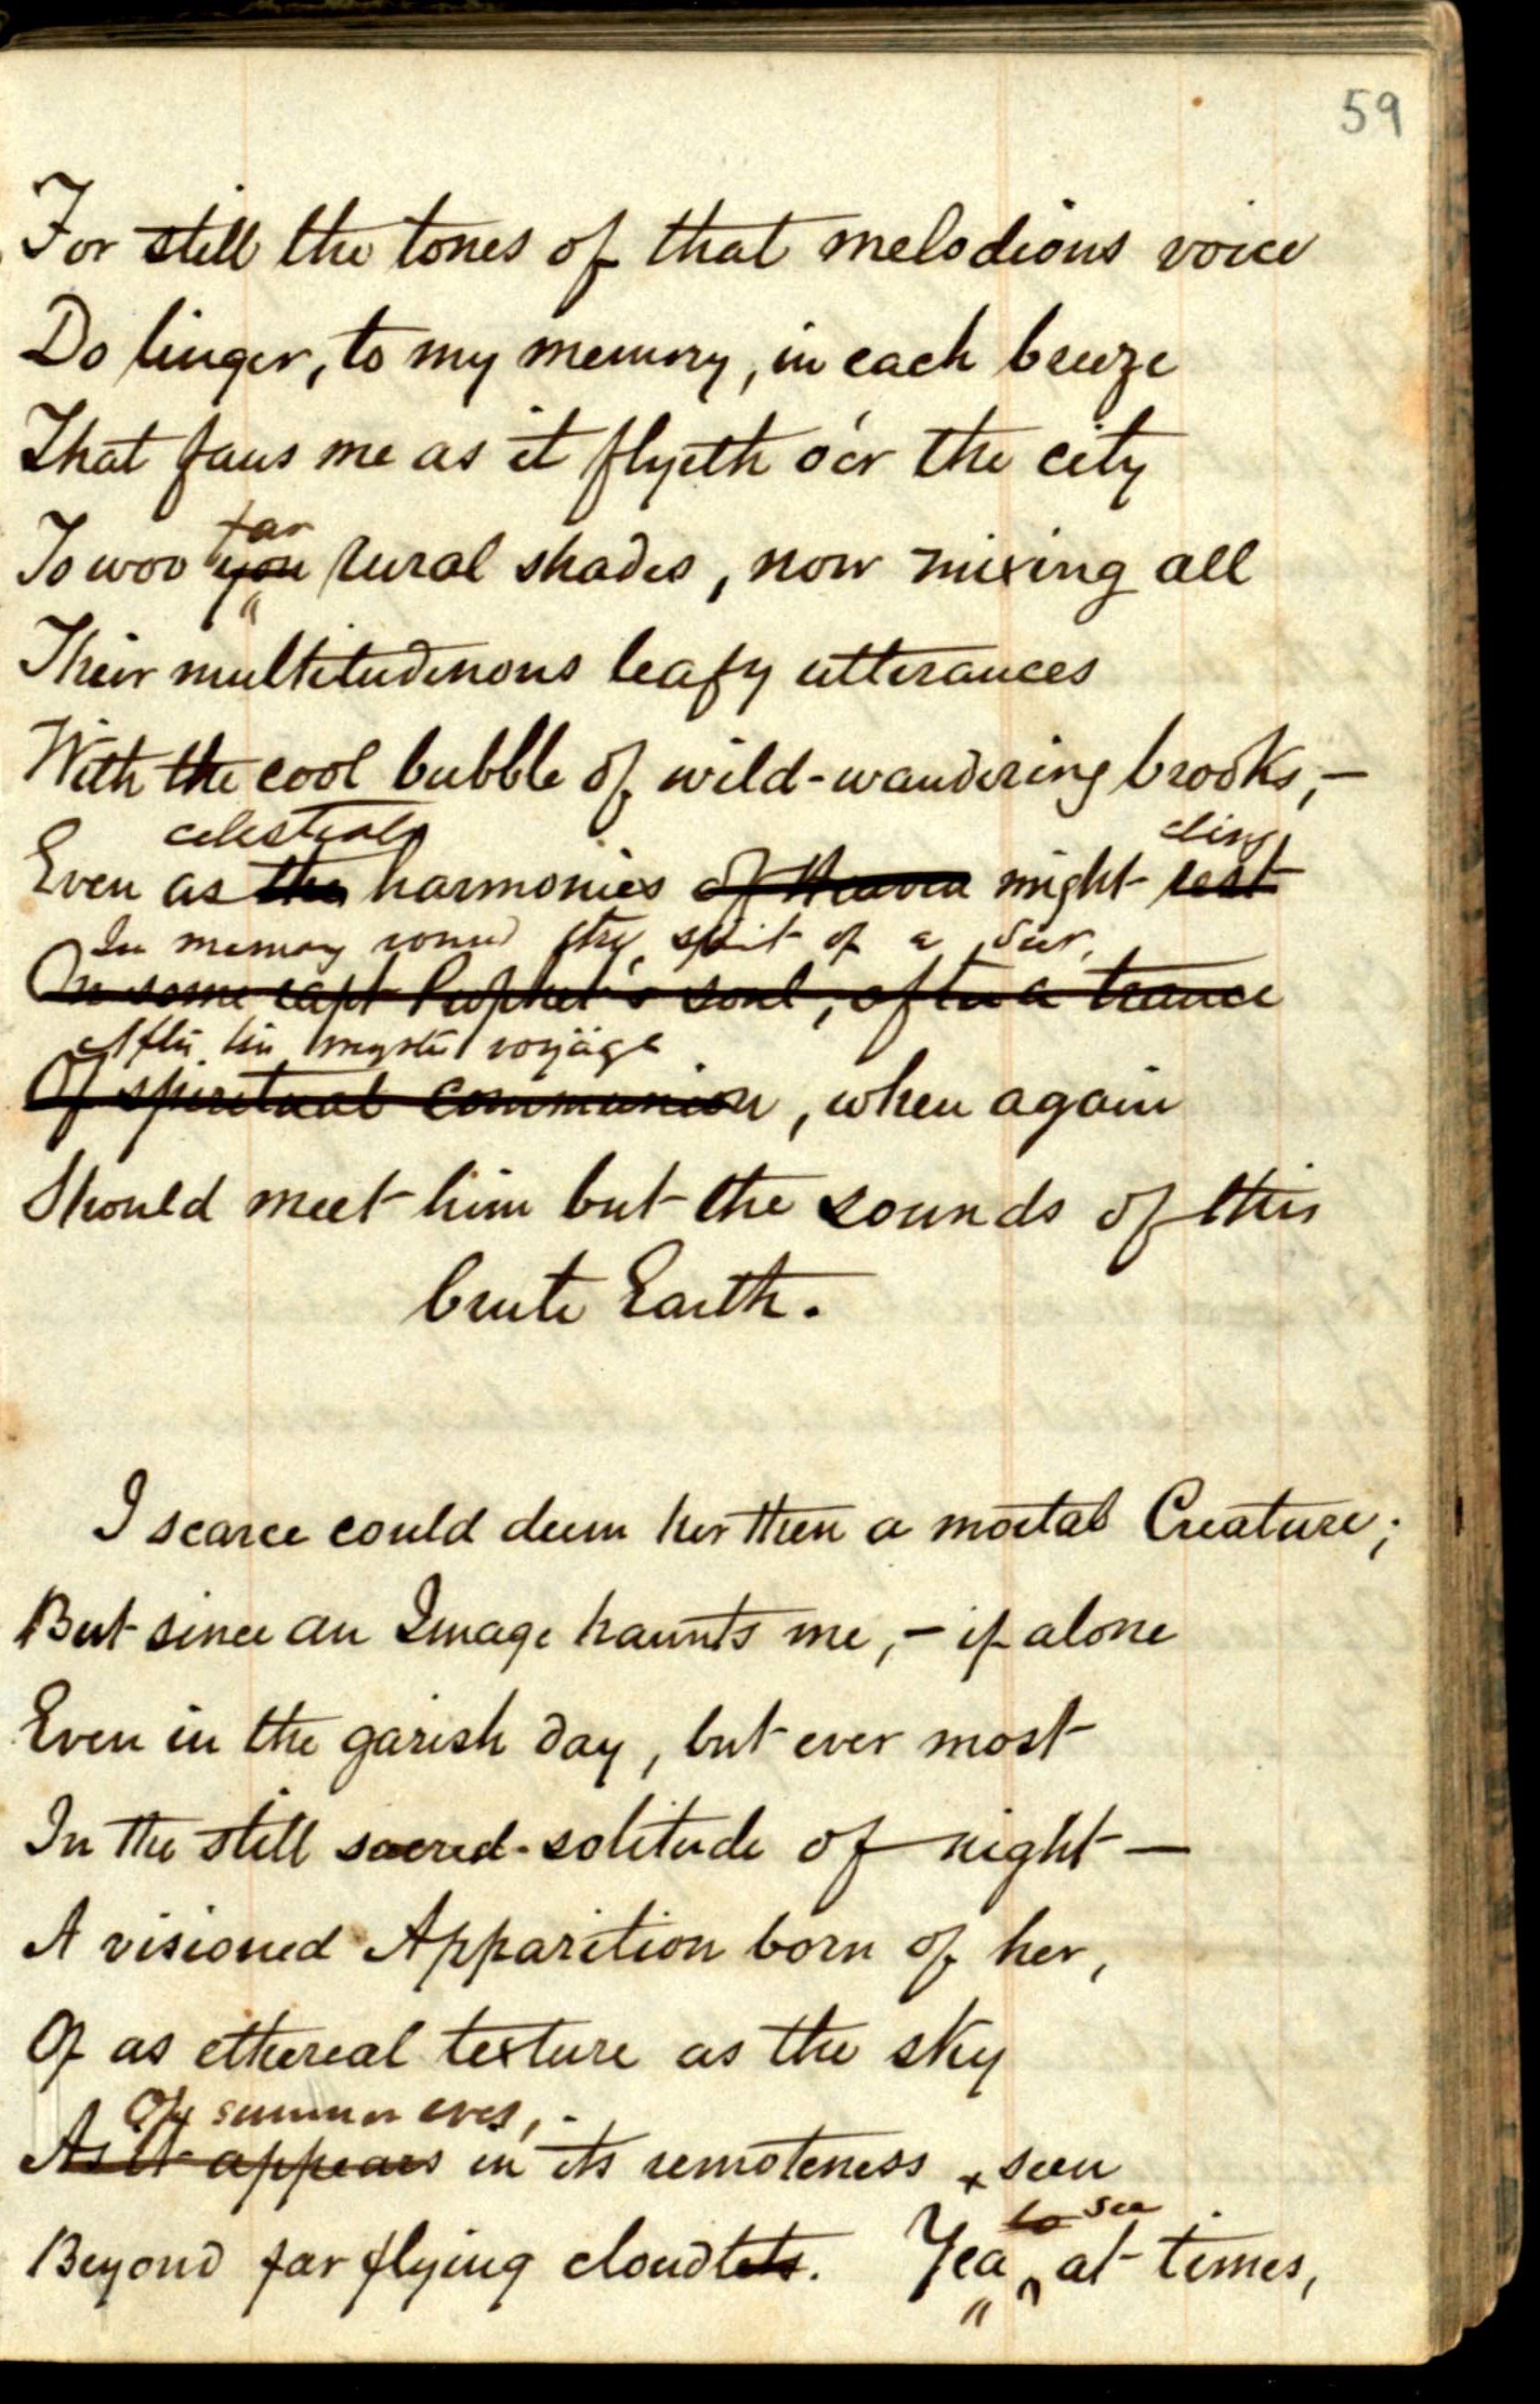 59
For still the tones of that melodious voice
Do linger, to my memory, in each breeze
That fans me as it flyeth o'er the city
far
To woo yon rural shades, now mixing all
Their multitudinous leafy utterances
With the cool bubble of wild-wandering brooks,—
celestial cling
Even as the harmonies of Heaven might rest
In memory round the spirit of a Seer,
On some rapt Prophet's soul, after a trance
After his mystic voyage
Of spiritual communion, when again
Should meet him but the sounds of this
brute Earth.
I scarce could deem her then a mortal Creature;
But since an Image haunts me,— if alone
Even in the garish day, but ever most
In the still sacred solitude of night —
A visioned Apparition born of her,
Of as ethereal texture as the sky
Of summer eves,
As it appears in its remoteness + seen
to see
Beyond far flying cloudlets. Yea, at times,